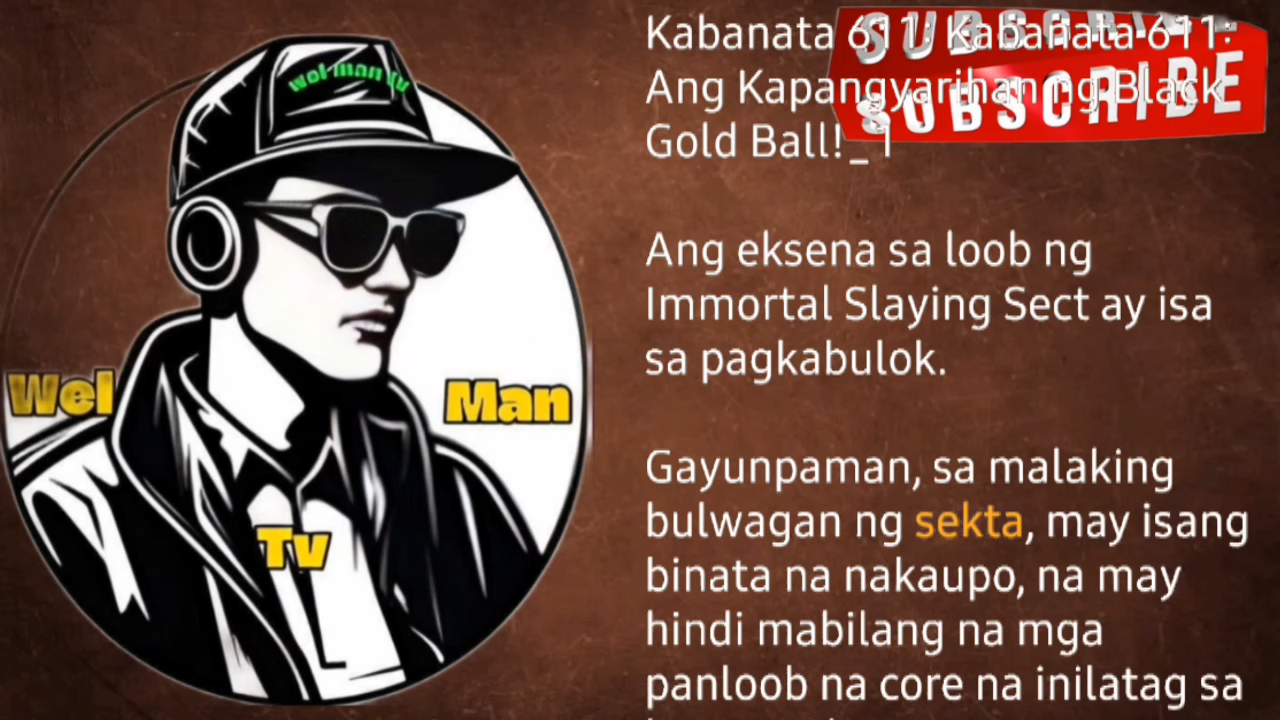 wel man tv
Wel
Man
Tv
SUBSCRIBE
SUBSCRIBE
Kabanata 611: Kabanata 611:
Ang Kapangyarihan ng Black
Gold Ball!_1
Ang eksena sa loob ng
Immortal Slaying Sect ay isa
sa pagkabulok.
Gayunpaman, sa malaking
bulwagan ng sekta, may isang
binata na nakaupo, na may
hindi mabilang na mga
panloob na core na inilatag sa